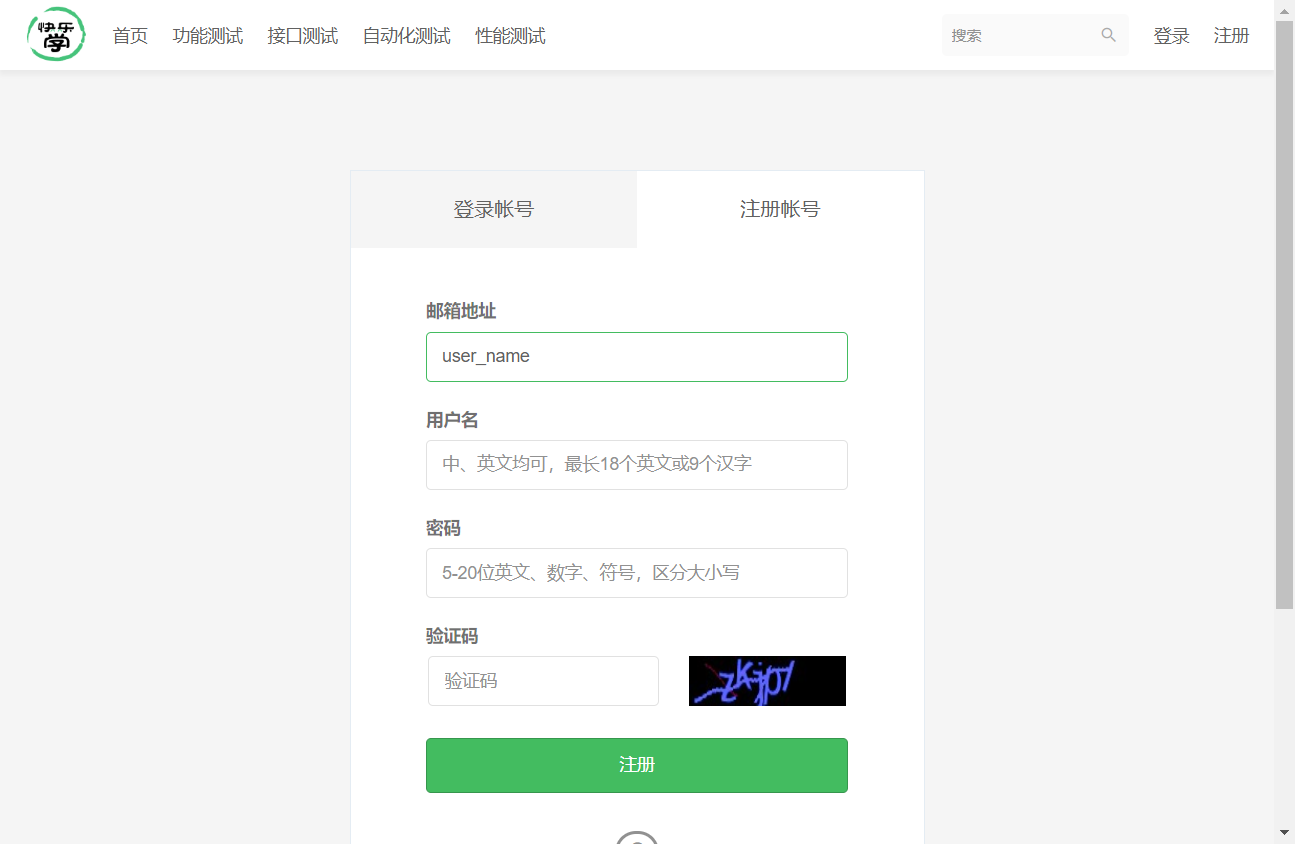 快乐
学
首页 功能测试 接口测试 自动化测试 性能测试 搜索 登录 注册
登录帐号 注册帐号
邮箱地址
user_name
用户名
中、英文均可，最长18个英文或9个汉字
密码
5-20位英文、数字、符号，区分大小写
验证码
验证码
注册